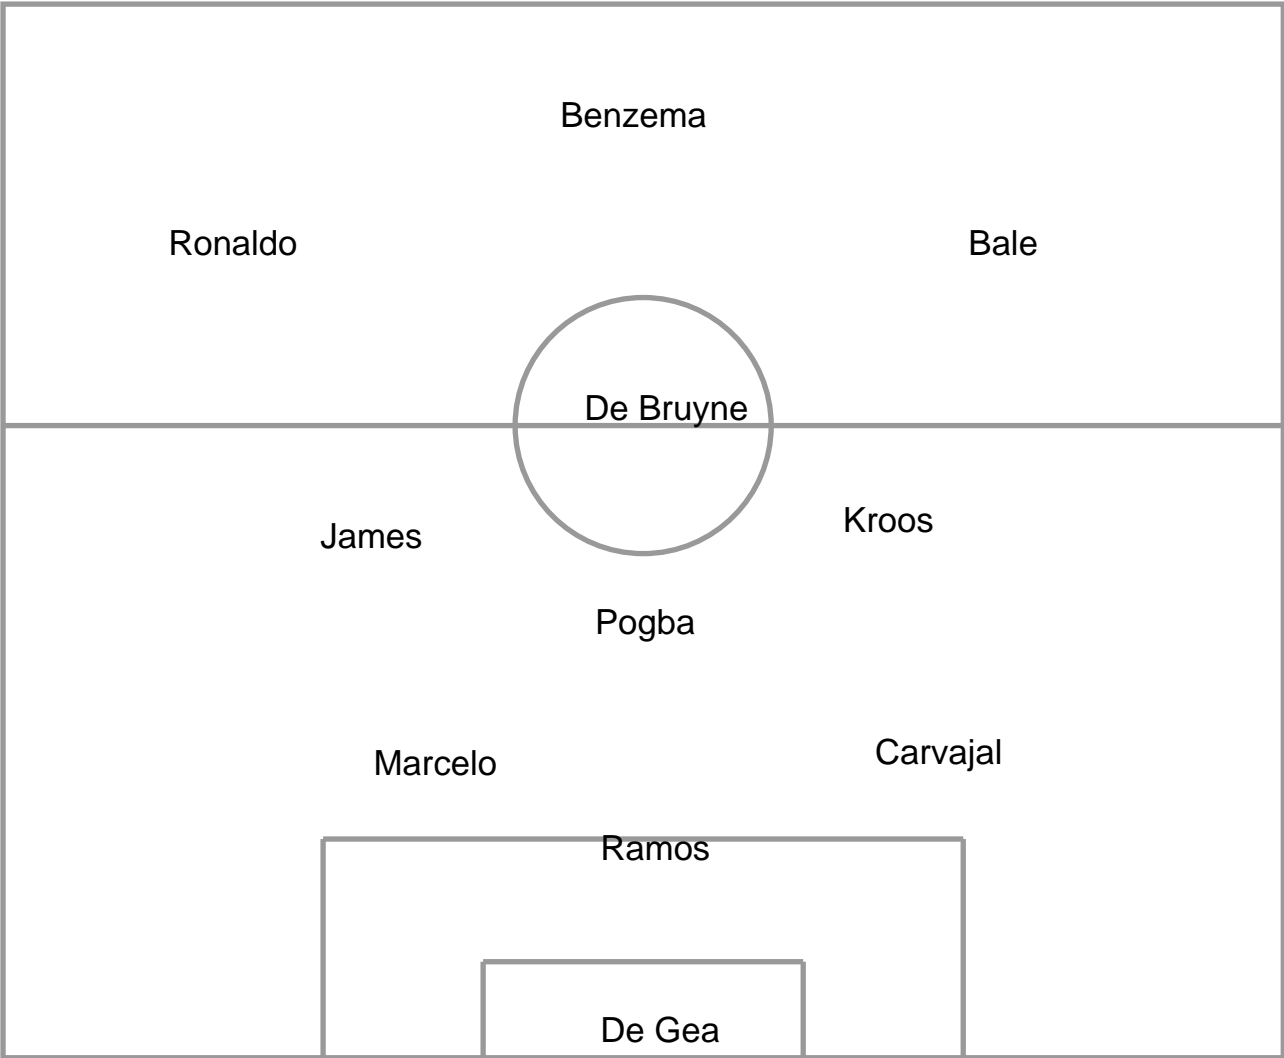 Benzema
Ronaldo
Bale
De Bruyne
Kroos
James
Pogba
Carvajal
Marcelo
Ramos
De Gea